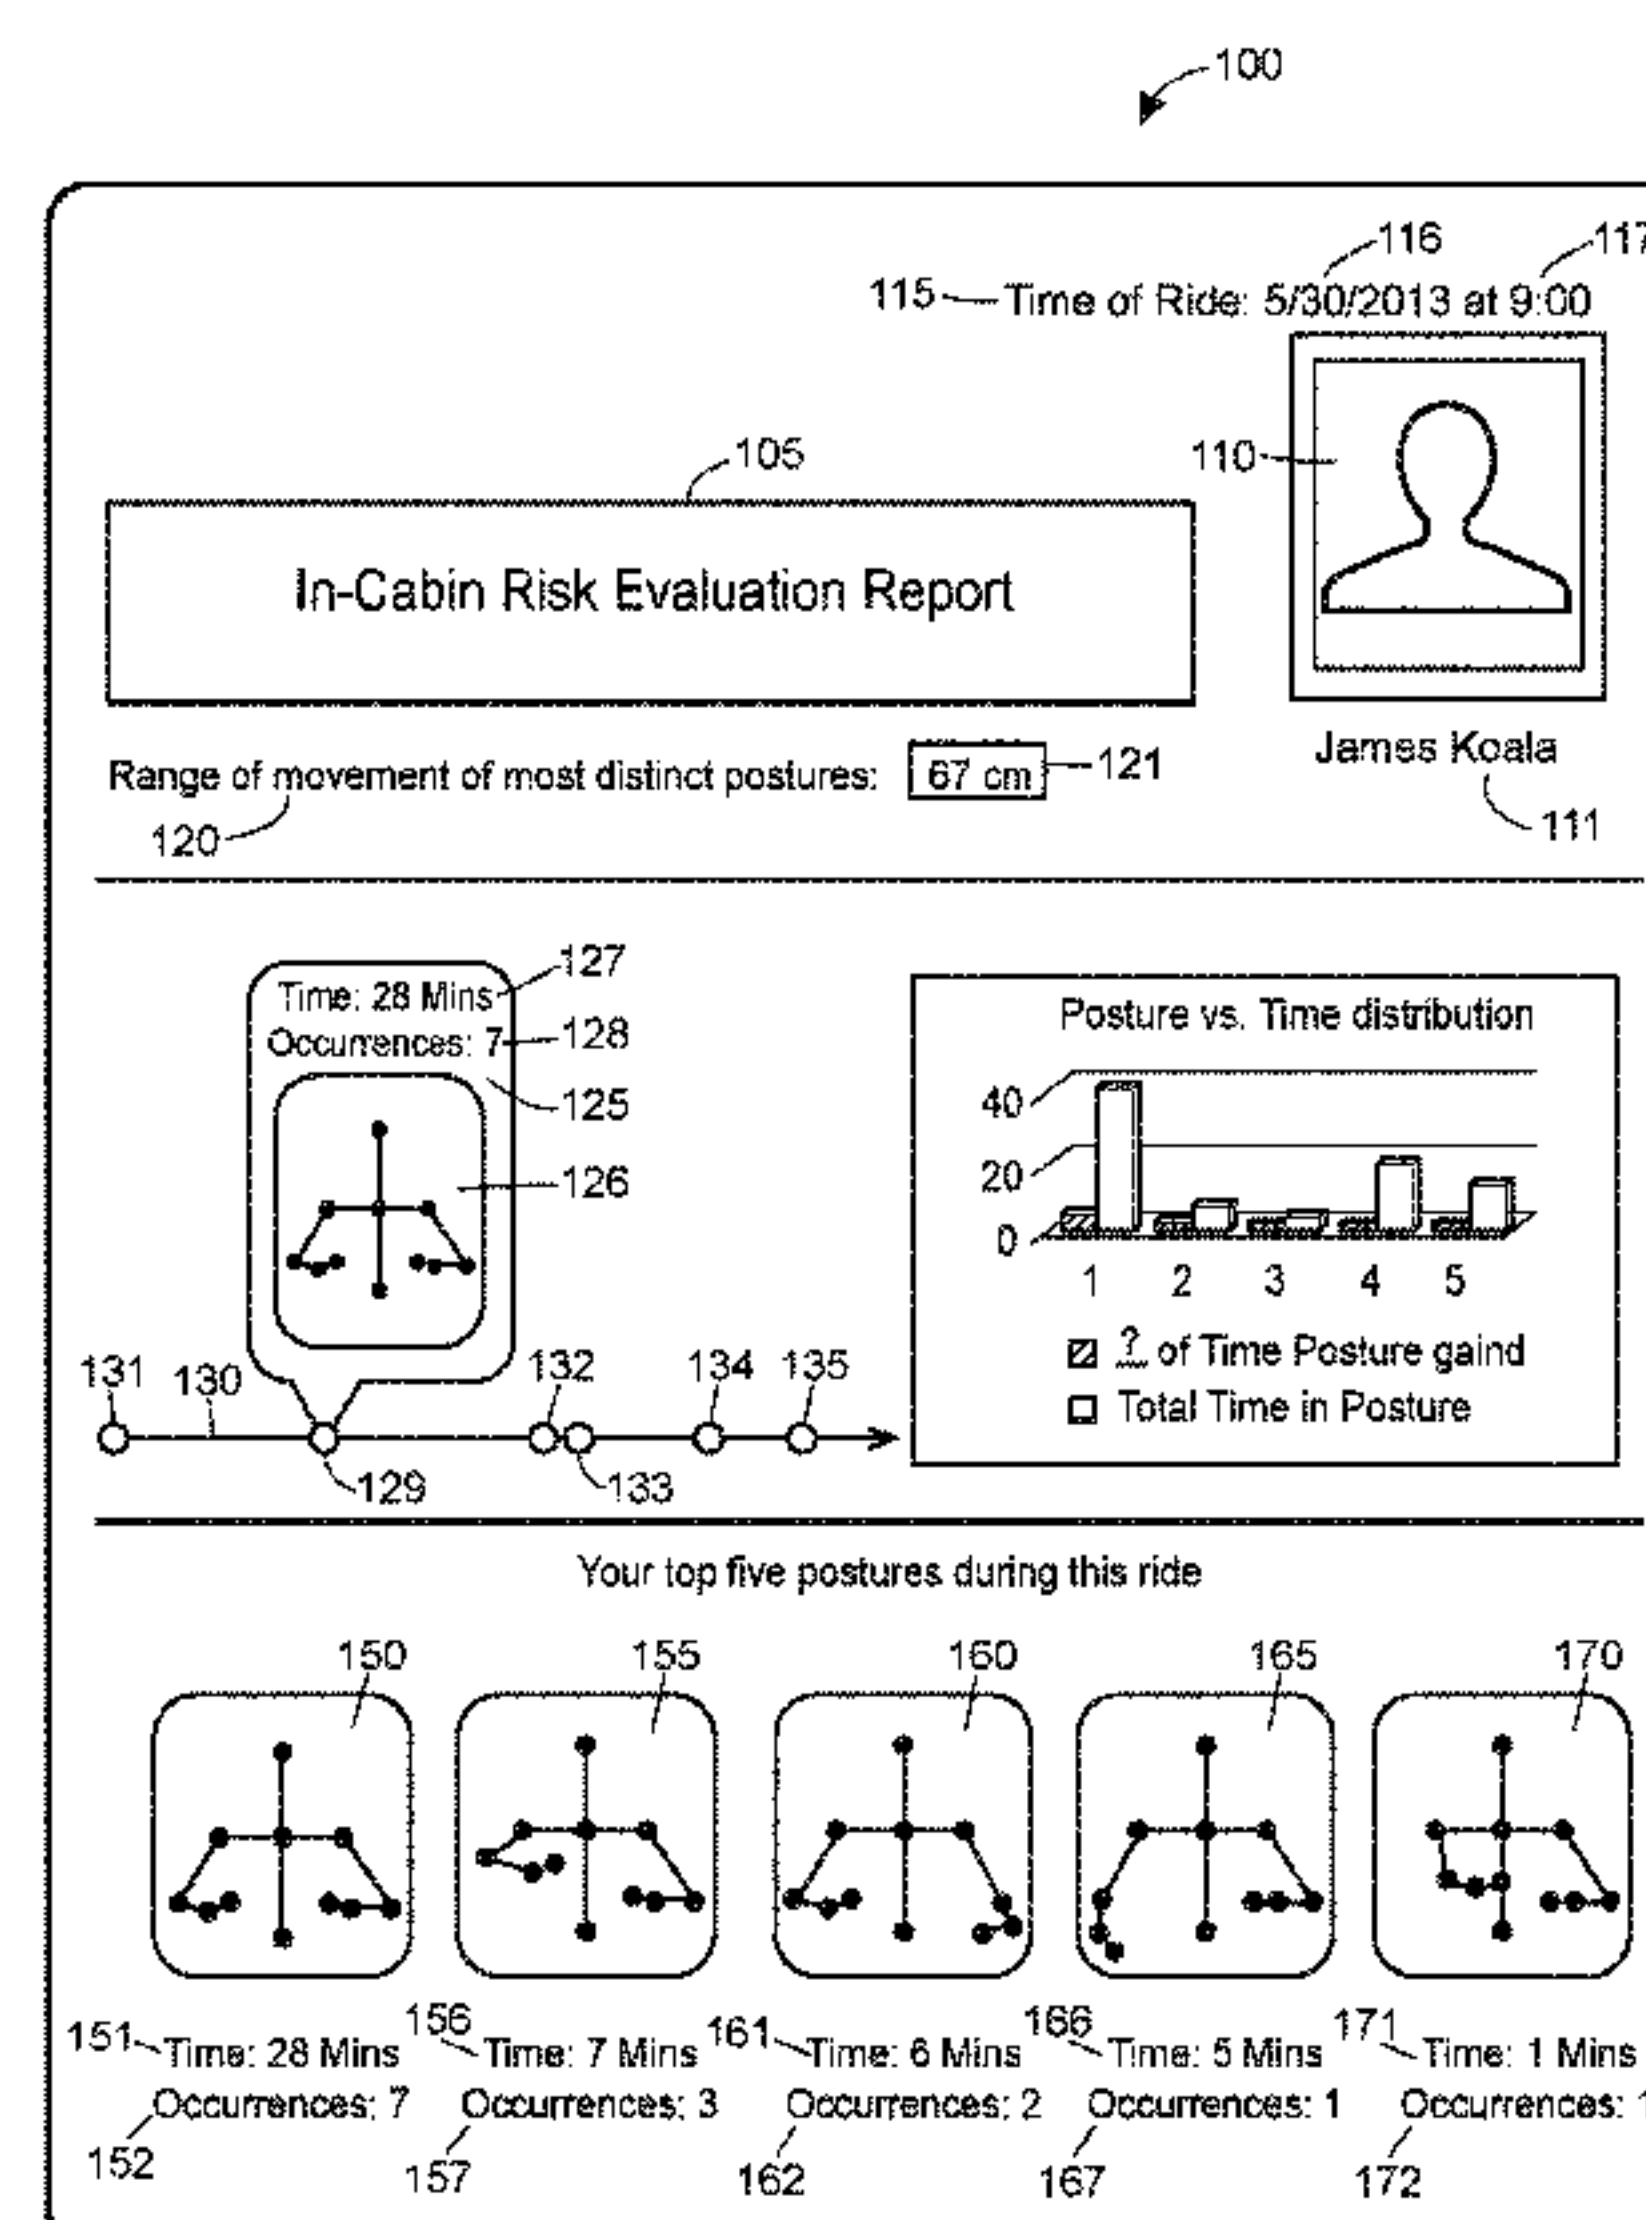 100
116
117
115 Time of Ride: 5/30/2013 at 9:00
105
110
In-Cabin Risk Evaluation Report
James Koala
111
Range of movement of most distinct postures: 67 cm 121
120
Time: 28 Mins 127
Occurrences: 7 128
125
126
131 130 132 134 135
129 133
Posture vs. Time distribution
40
20
0
1 2 3 4 5
? of Time Posture gaind
Total Time in Posture
Your top five postures during this ride
150 155 160 165 170
151 Time: 28 Mins 156 Time: 7 Mins 161 Time: 6 Mins 166 Time: 5 Mins 171 Time: 1 Mins
Occurrences: 7 Occurrences: 3 Occurrences: 2 Occurrences: 1 Occurrences: 1
152 157 162 167 172